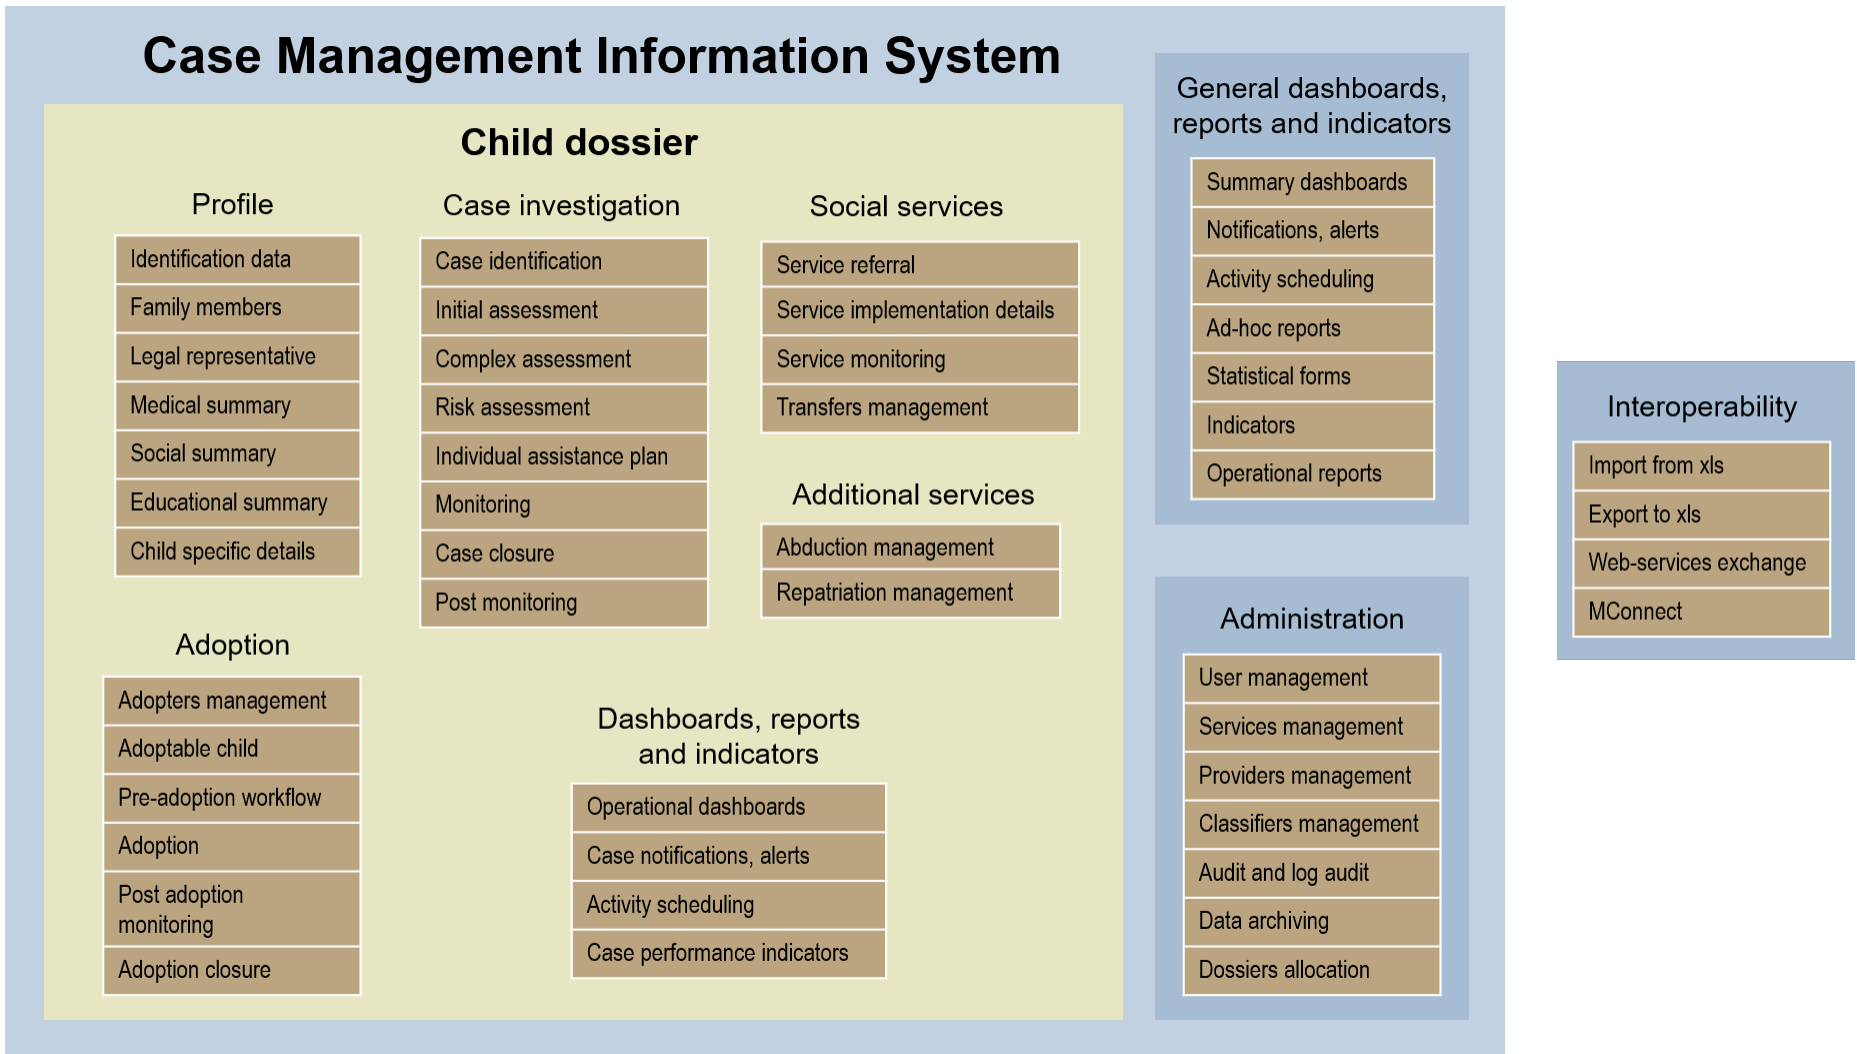 Case Management Information System
Child dossier
Profile
Identification data
Family members
Legal representative
Medical summary
Social summary
Educational summary
Child specific details
Case investigation
Case identification
Initial assessment
Complex assessment
Risk assessment
Individual assistance plan
Monitoring
Case closure
Post monitoring
Social services
Service referral
Service implementation details
Service monitoring
Transfers management
Additional services
Abduction management
Repatriation management
Adoption
Adopters management
Adoptable child
Pre-adoption workflow
Adoption
Post adoption
monitoring
Adoption closure
Dashboards, reports
and indicators
Operational dashboards
Case notifications, alerts
Activity scheduling
Case performance indicators
General dashboards,
reports and indicators
Summary dashboards
Notifications, alerts
Activity scheduling
Ad-hoc reports
Statistical forms
Indicators
Operational reports
Administration
User management
Services management
Providers management
Classifiers management
Audit and log audit
Data archiving
Dossiers allocation
Interoperability
Import from xls
Export to xls
Web-services exchange
MConnect